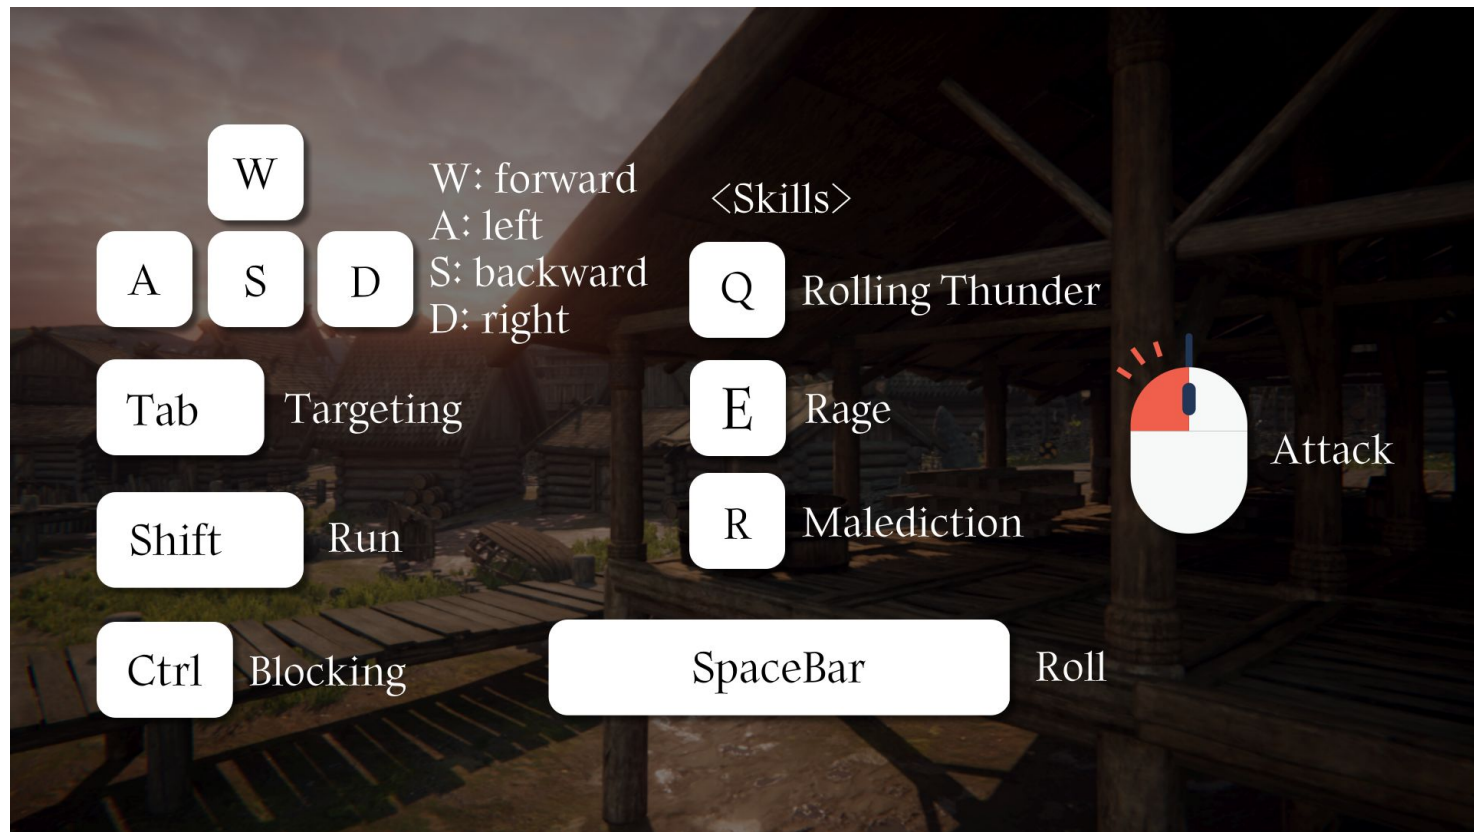 W
A S D
W: forward
A: left
S: backward
D: right
Tab Targeting
Shift Run
Ctrl Blocking
<Skills>
Q Rolling Thunder
E Rage
R Malediction
SpaceBar Roll
Attack